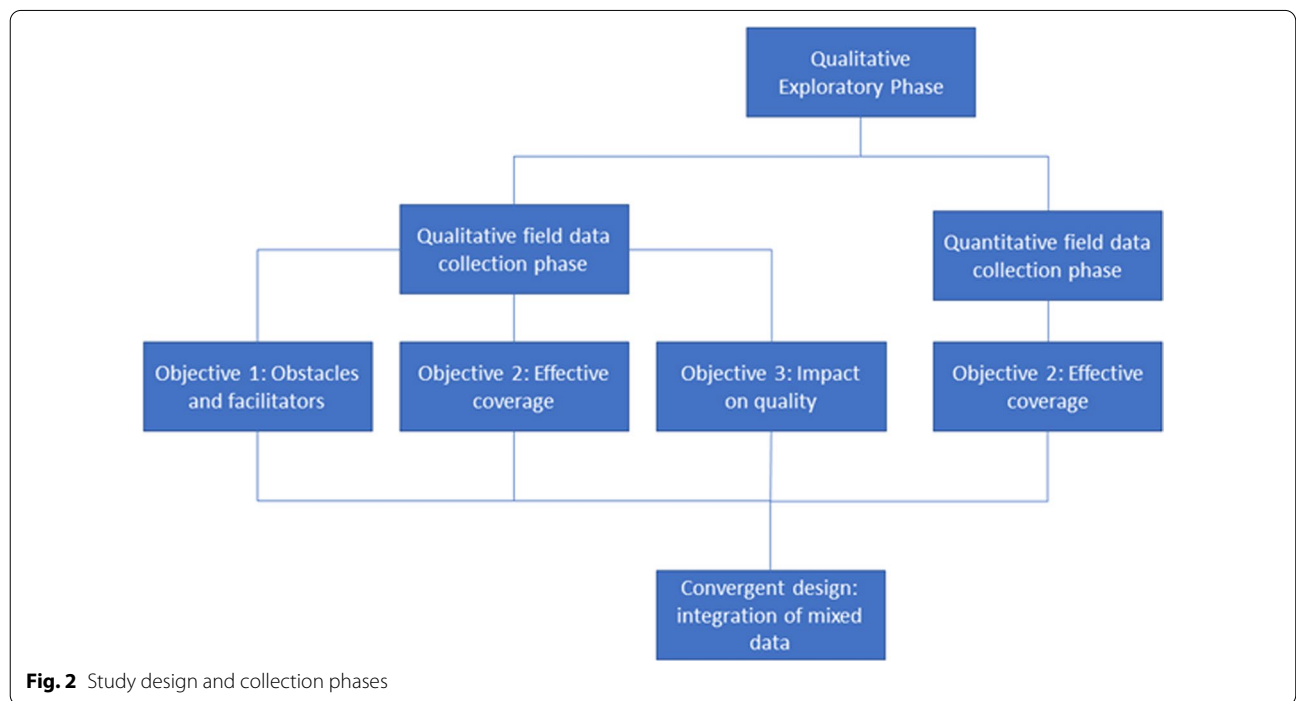 Qualitative
Exploratory Phase
Qualitative field data
collection phase
Quantitative field data
collection phase
Objective 1: Obstacles
and facilitators
Objective 2: Effective
coverage
Objective 3: Impact
on quality
Objective 2: Effective
coverage
Convergent design:
integration of mixed
data
Fig. 2 Study design and collection phases